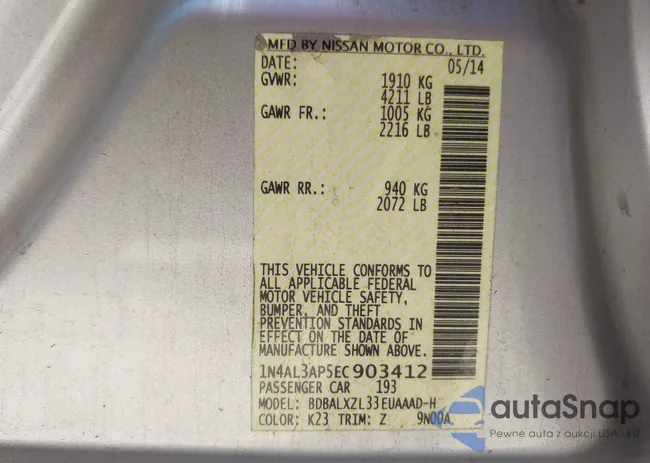 MFD BY NISSAN MOTOR CO., LTD.
DATE: 05/14
GVWR: 1910 KG
4211 LB
GAWR FR.: 1005 KG
2216 LB
GAWR RR.: 940 KG
2072 LB
THIS VEHICLE CONFORMS TO
ALL APPLICABLE FEDERAL
MOTOR VEHICLE SAFETY,
BUMPER, AND THEFT
PREVENTION STANDARDS IN
EFFECT ON THE DATE OF
MANUFACTURE SHOWN ABOVE.
1N4AL3AP5EC903412
PASSENGER CAR 193
MODEL: BDBALXZL33EUAAAD-H
COLOR: K23 TRIM: Z 9N00A
autaSnap
Pewne auta z aukcji USA i EU